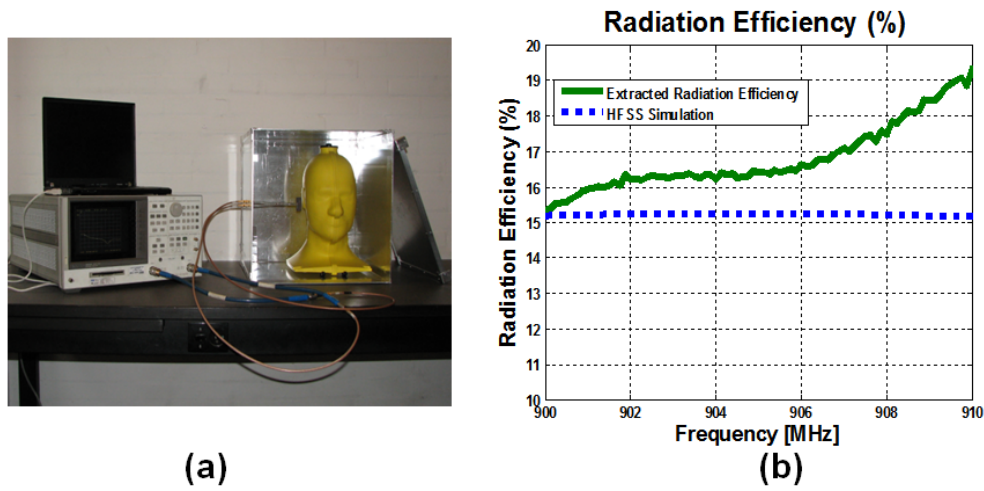 Radiation Efficiency (%)
20
19
18
17
16
15
14
13
12
11
10
Radiation Efficiency (%)
Extracted Radiation Efficiency
HFSS Simulation
900
902
904
906
908
910
Frequency [MHz]
(a)
(b)